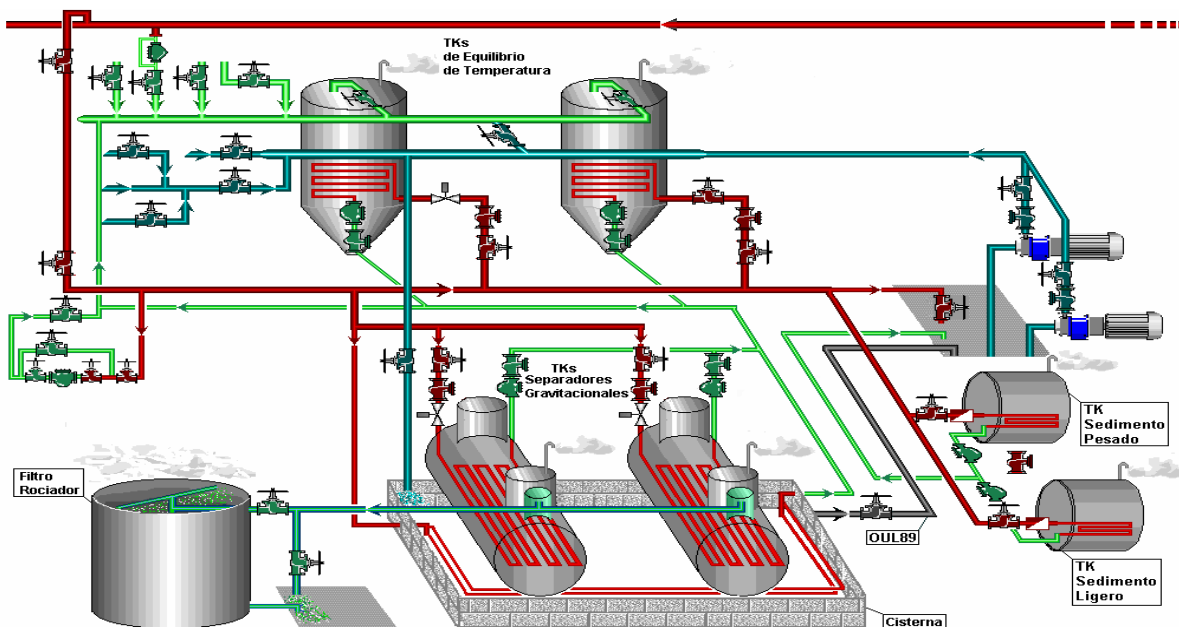 TKs
de Equilibrio
de Temperatura
TKs
Separadores
Gravitacionales
TK
Sedimento
Pesado
Filtro
Rociador
OUL89
TK
Sedimento
Ligero
Cisterna